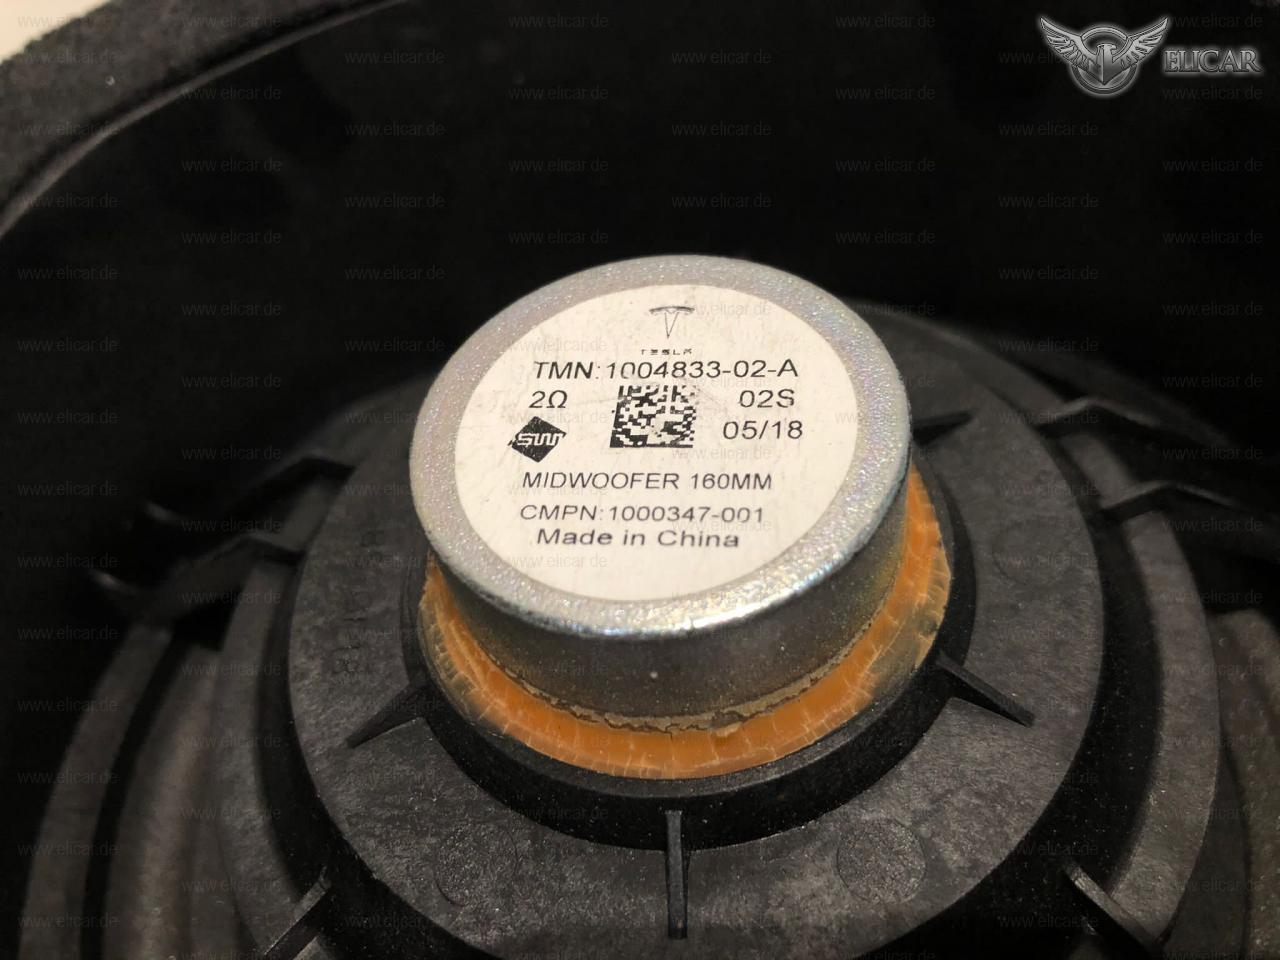 ELICAR
TESLA
TMN:1004833-02-A
2Ω
02S
05/18
SW
MIDWOOFER 160MM
CMPN:1000347-001
Made in China
www.elicar.de